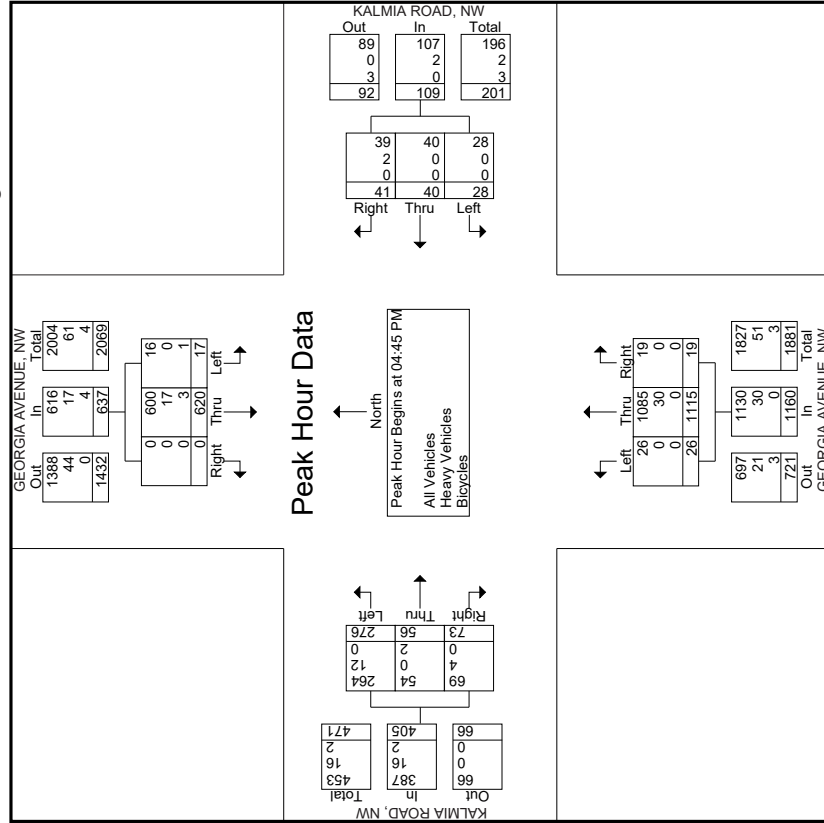 KALMIA ROAD, NW
Out In Total
89 107 196
0 2 2
3 0 3
92 109 201
39 40 28
2 0 0
0 0 0
41 40 28
Right Thru Left
GEORGIA AVENUE, NW
Out In Total
1388 616 2004
44 17 61
0 4 4
1432 637 2069
0 600 16
0 17 0
0 3 1
0 620 17
Right Thru Left
Peak Hour Data
North
Peak Hour Begins at 04:45 PM
All Vehicles
Heavy Vehicles
Bicycles
Left Thru Right
26 1085 19
0 30 0
0 0 0
26 1115 19
697 1130 1827
21 30 51
3 0 3
721 1160 1881
Out In Total
GEORGIA AVENUE, NW
Left Thru Right
264 54 69
12 0 4
0 2 0
276 56 73
KALMIA ROAD, NW
Out In Total
66 387 453
0 16 16
0 2 2
66 405 471